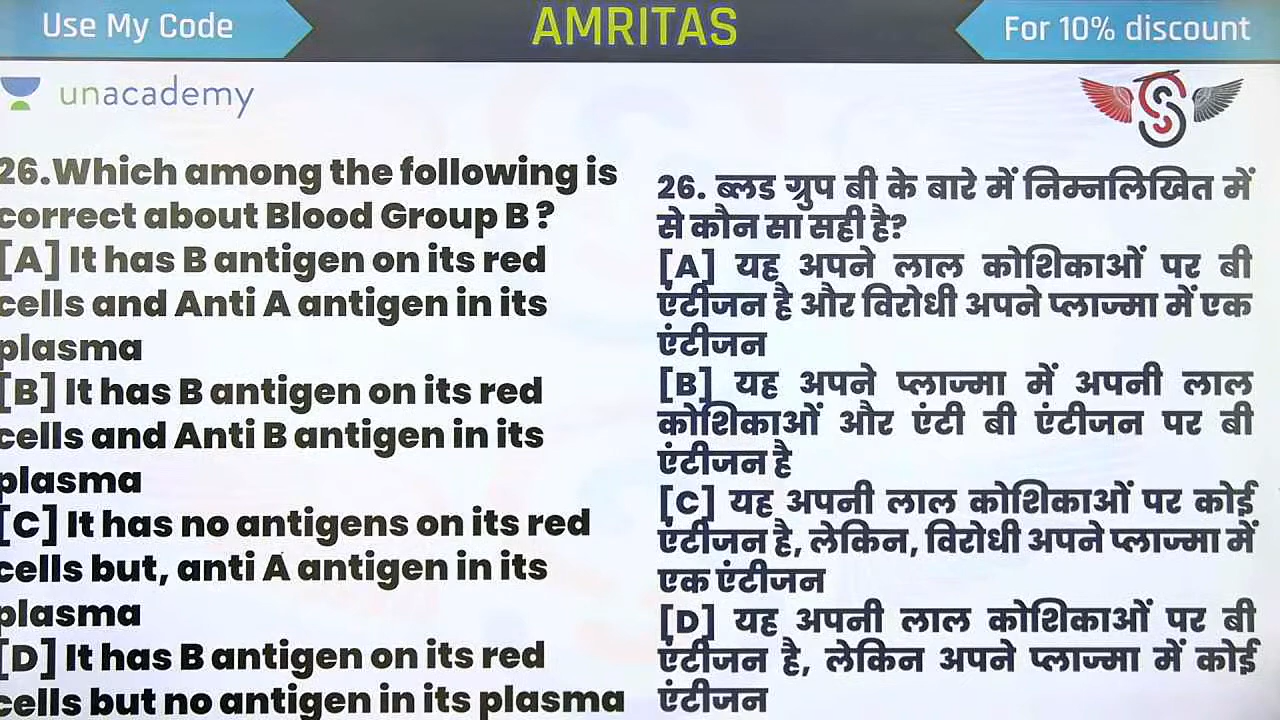 Use My Code
AMRITAS
For 10% discount
unacademy
26.Which among the following is
correct about Blood Group B ?
[A] It has B antigen on its red
cells and Anti A antigen in its
plasma
[B] It has B antigen on its red
cells and Anti B antigen in its
plasma
[C] It has no antigens on its red
cells but, anti A antigen in its
plasma
[D] It has B antigen on its red
cells but no antigen in its plasma
26. ब्लड ग्रुप बी के बारे में निम्नलिखित में
से कौन सा सही है?
[A] यह अपने लाल कोशिकाओं पर बी
एंटीजन है और विरोधी अपने प्लाज्मा में एक
एंटीजन
[B] यह अपने प्लाज्मा में अपनी लाल
कोशिकाओं और एंटी बी एंटीजन पर बी
एंटीजन है
[C] यह अपनी लाल कोशिकाओं पर कोई
एंटीजन है, लेकिन, विरोधी अपने प्लाज्मा में
एक एंटीजन
[D] यह अपनी लाल कोशिकाओं पर बी
एंटीजन है, लेकिन अपने प्लाज्मा में कोई
एंटीजन